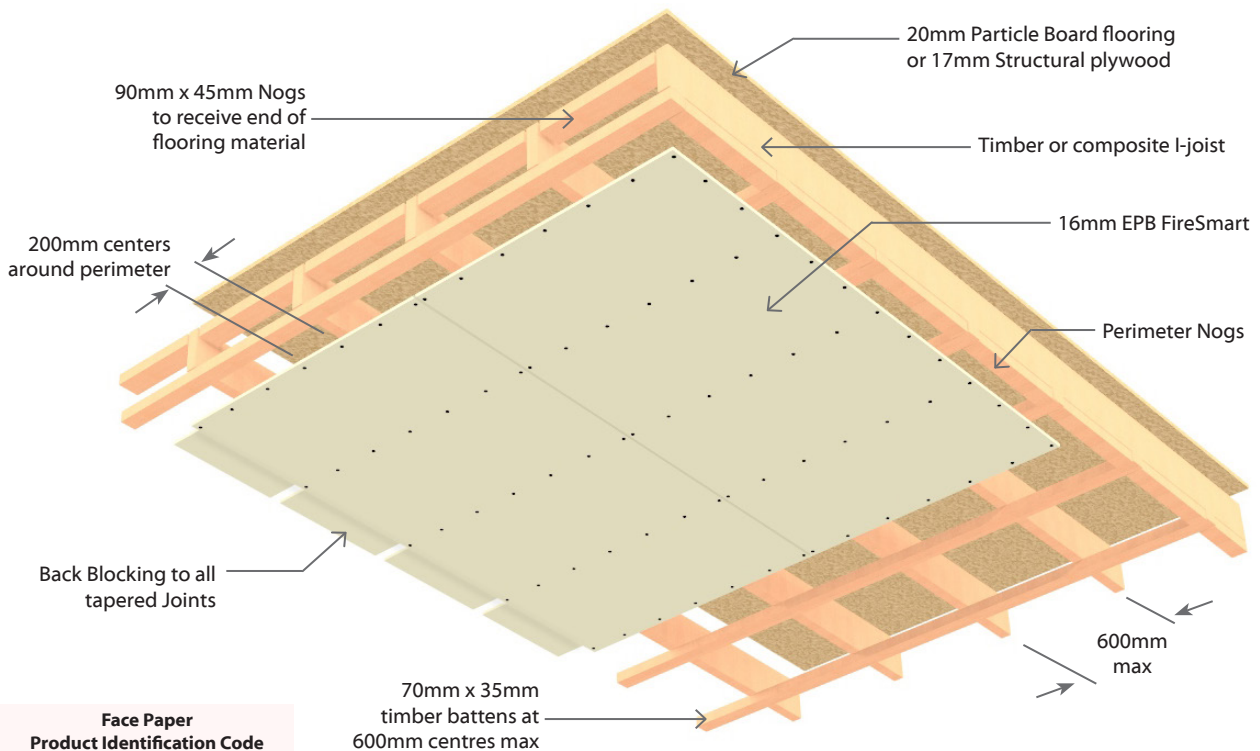 20mm Particle Board flooring
or 17mm Structural plywood
90mm x 45mm Nogs
to receive end of
flooring material
Timber or composite I-joist
16mm EPB FireSmart
200mm centers
around perimeter
Perimeter Nogs
Back Blocking to all
tapered Joints
600mm
max
70mm x 35mm
timber battens at
600mm centres max
Face Paper
Product Identification Code